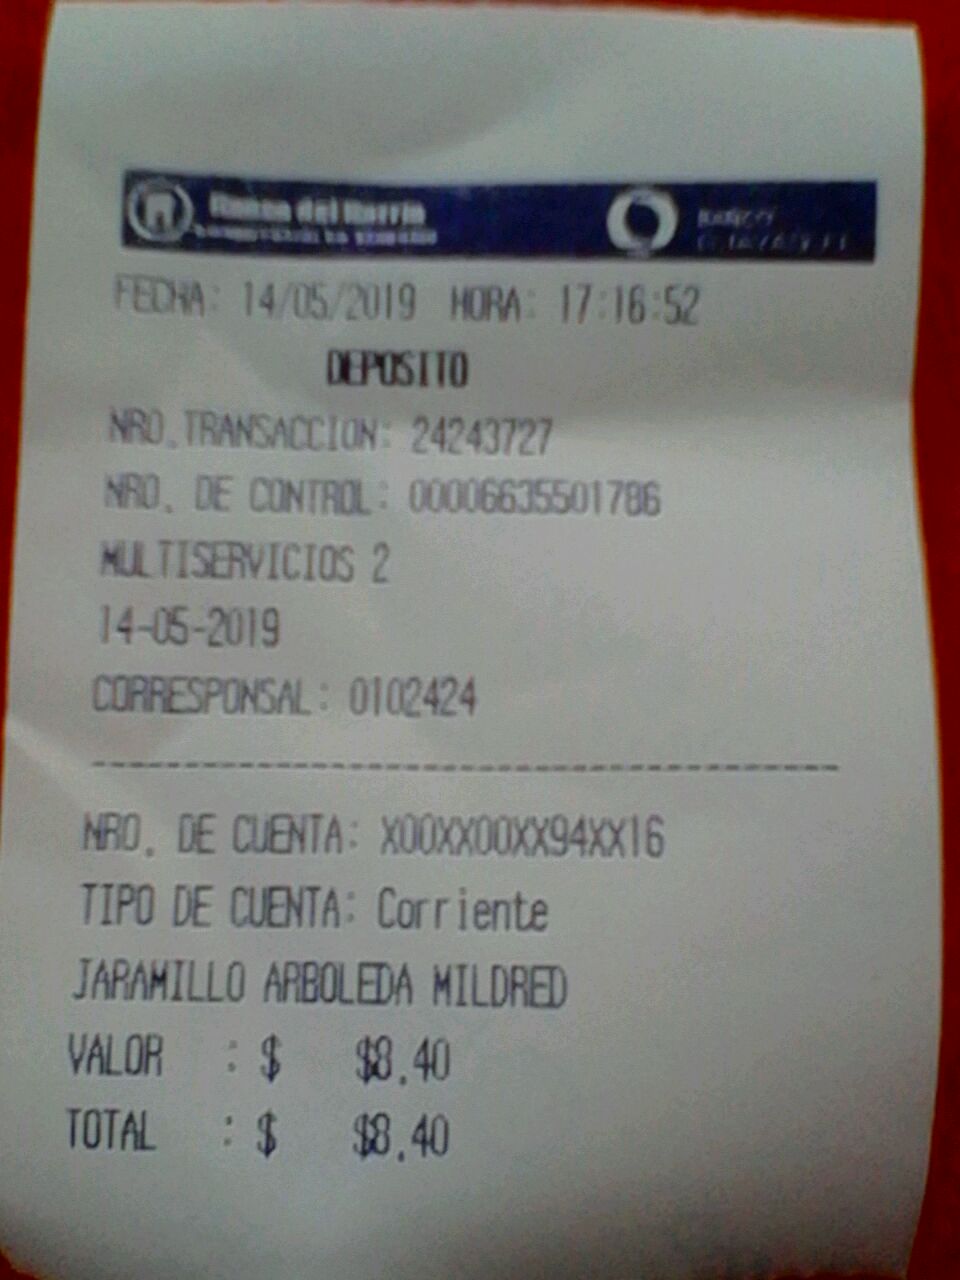 Banco del Barrio BANCO
GUAYAQUIL
FECHA: 14/05/2019 HORA: 17:16:52
DEPOSITO
NRO.TRANSACCION: 24243727
NRO. DE CONTROL: 00006635501786
MULTISERVICIOS 2
14-05-2019
CORRESPONSAL: 0102424
NRO. DE CUENTA: X00XX00XX94XX16
TIPO DE CUENTA: Corriente
JARAMILLO ARBOLEDA MILDRED
VALOR : $ $8.40
TOTAL : $ $8.40